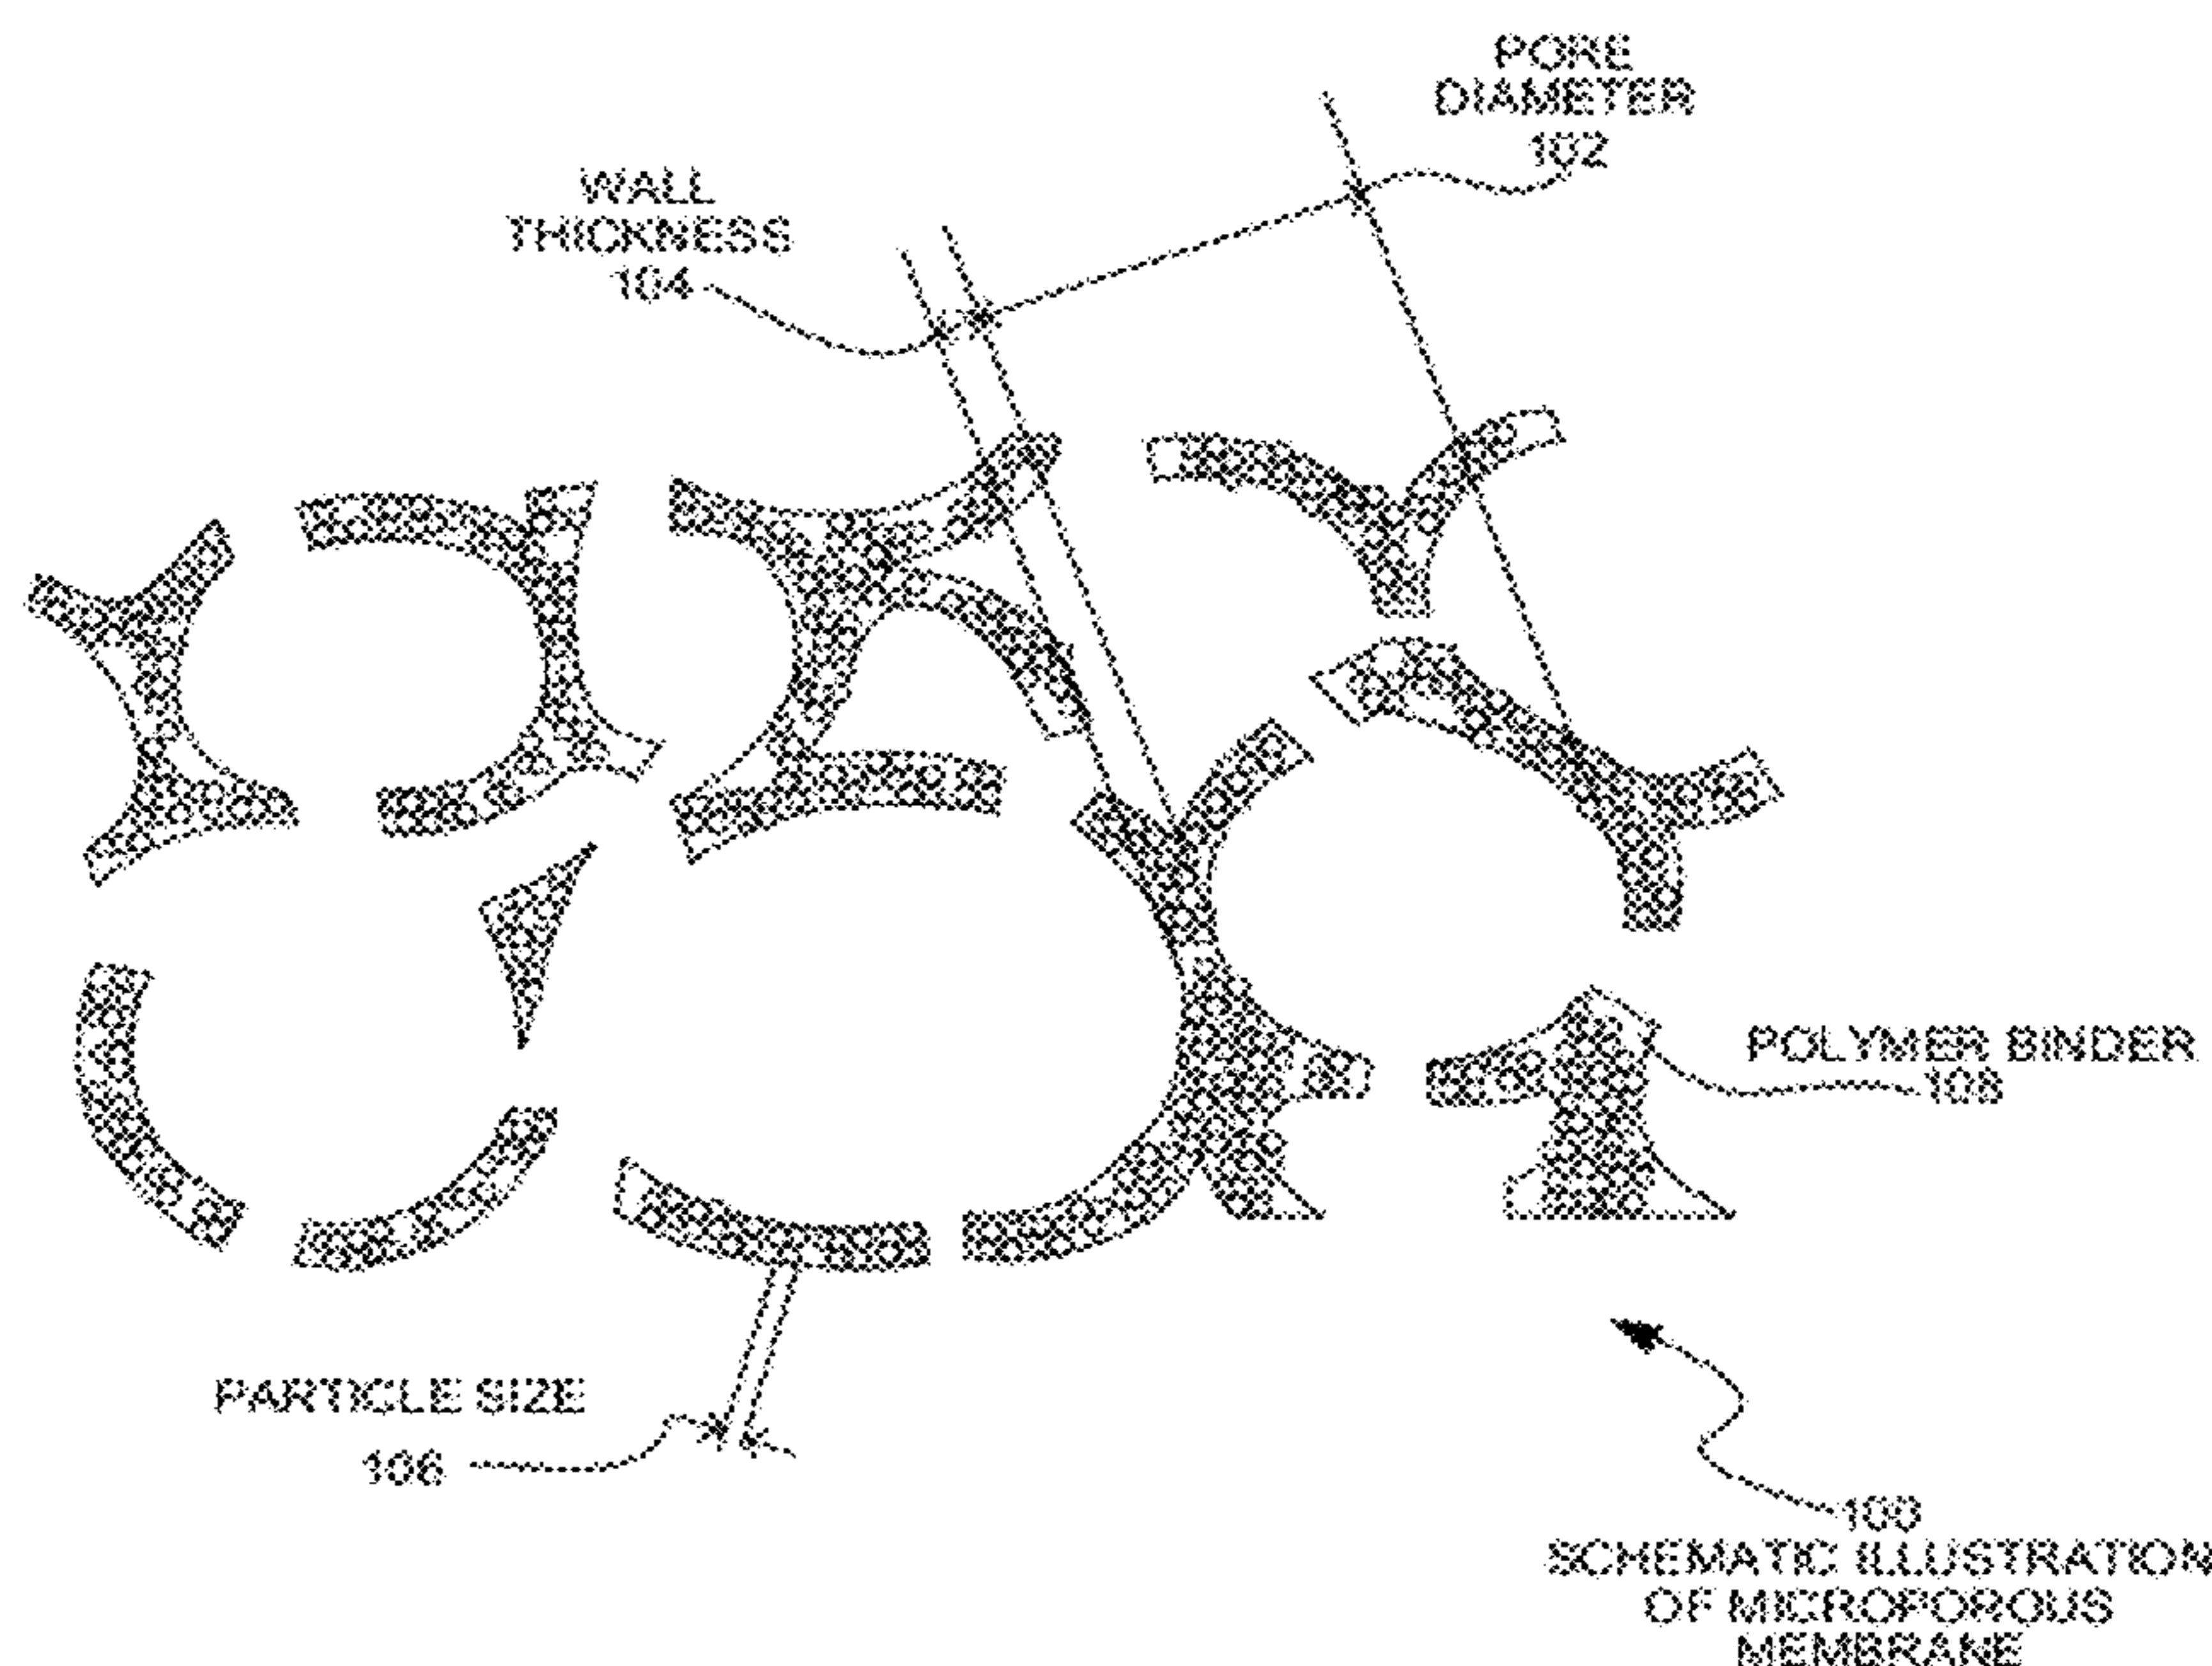 PORE
DIAMETER
102
WALL
THICKNESS
104
POLYMER BINDER
108
PARTICLE SIZE
106
100
SCHEMATIC ILLUSTRATION
OF MICROPOROUS
MEMBRANE